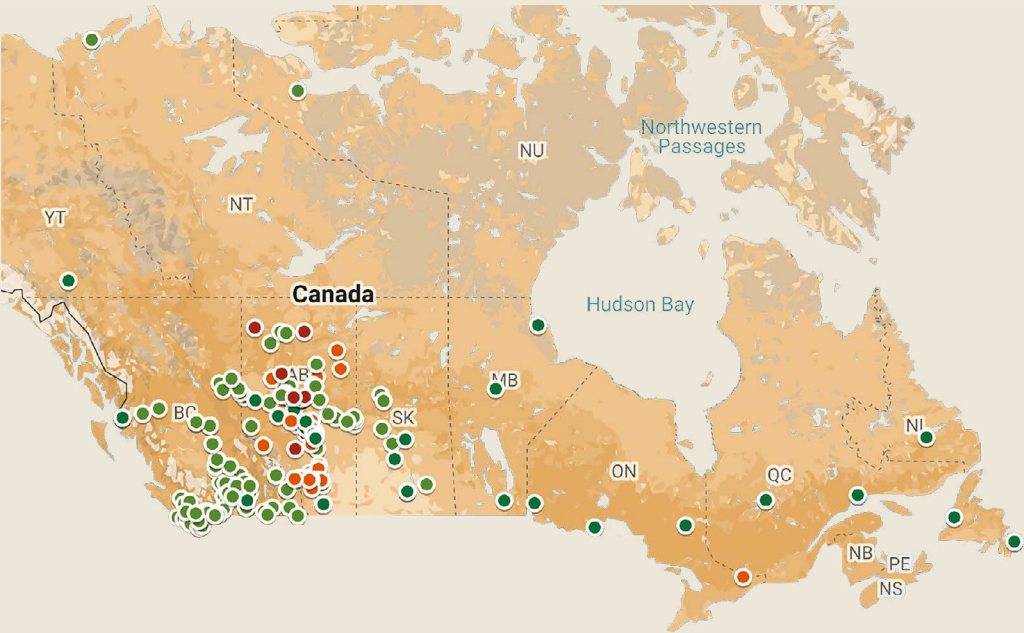 Northwestern
Passages
NU
NT
YT
Canada
Hudson Bay
AB
MB
BC
SK
NL
ON
QC
NB
PE
NS